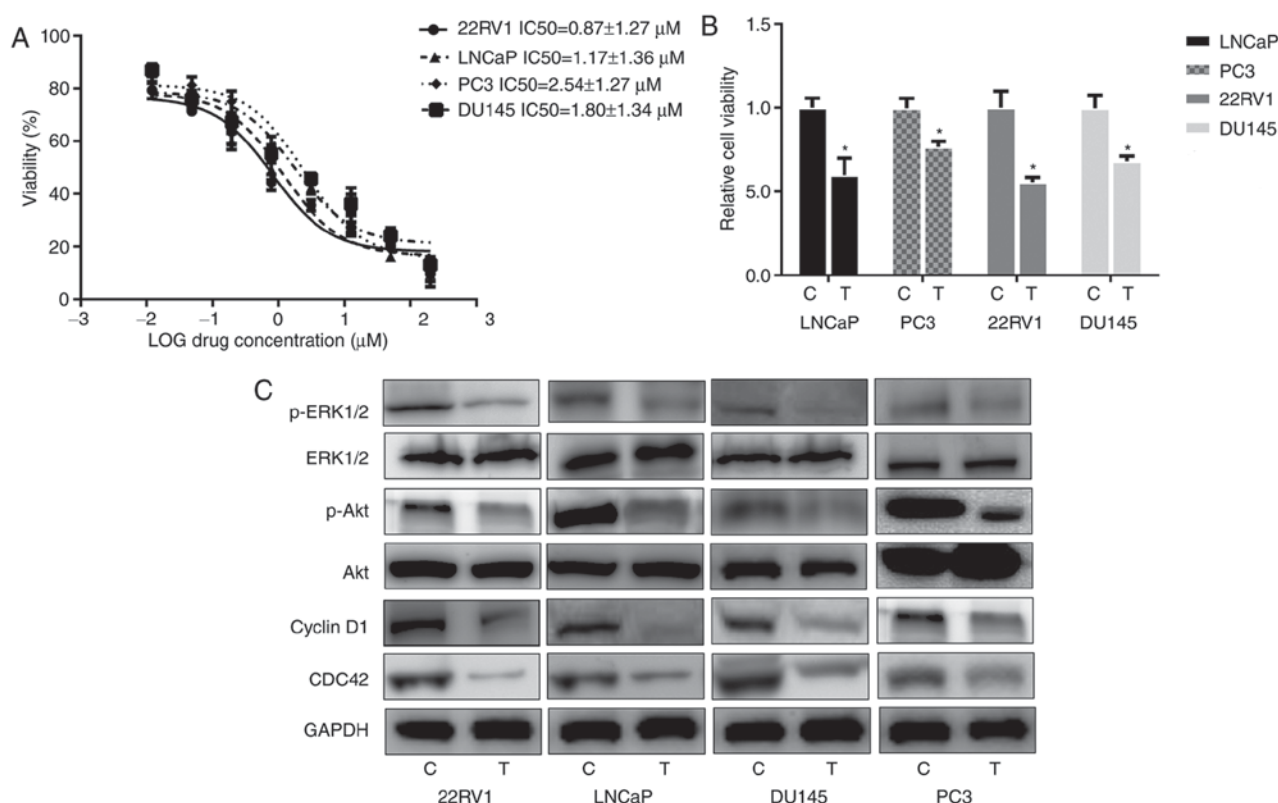 A
22RV1 IC50=0.87±1.27 μM
LNCaP IC50=1.17±1.36 μM
PC3 IC50=2.54±1.27 μM
DU145 IC50=1.80±1.34 μM
Viability (%)
100
80
60
40
20
0
−3 −2 −1 0 1 2 3
LOG drug concentration (μM)
B
LNCaP
PC3
22RV1
DU145
Relative cell viability
1.5
1.0
5.0
0.0
* * * *
C T C T C T C T
LNCaP PC3 22RV1 DU145
C
p-ERK1/2
ERK1/2
p-Akt
Akt
Cyclin D1
CDC42
GAPDH
C T C T C T C T
22RV1 LNCaP DU145 PC3